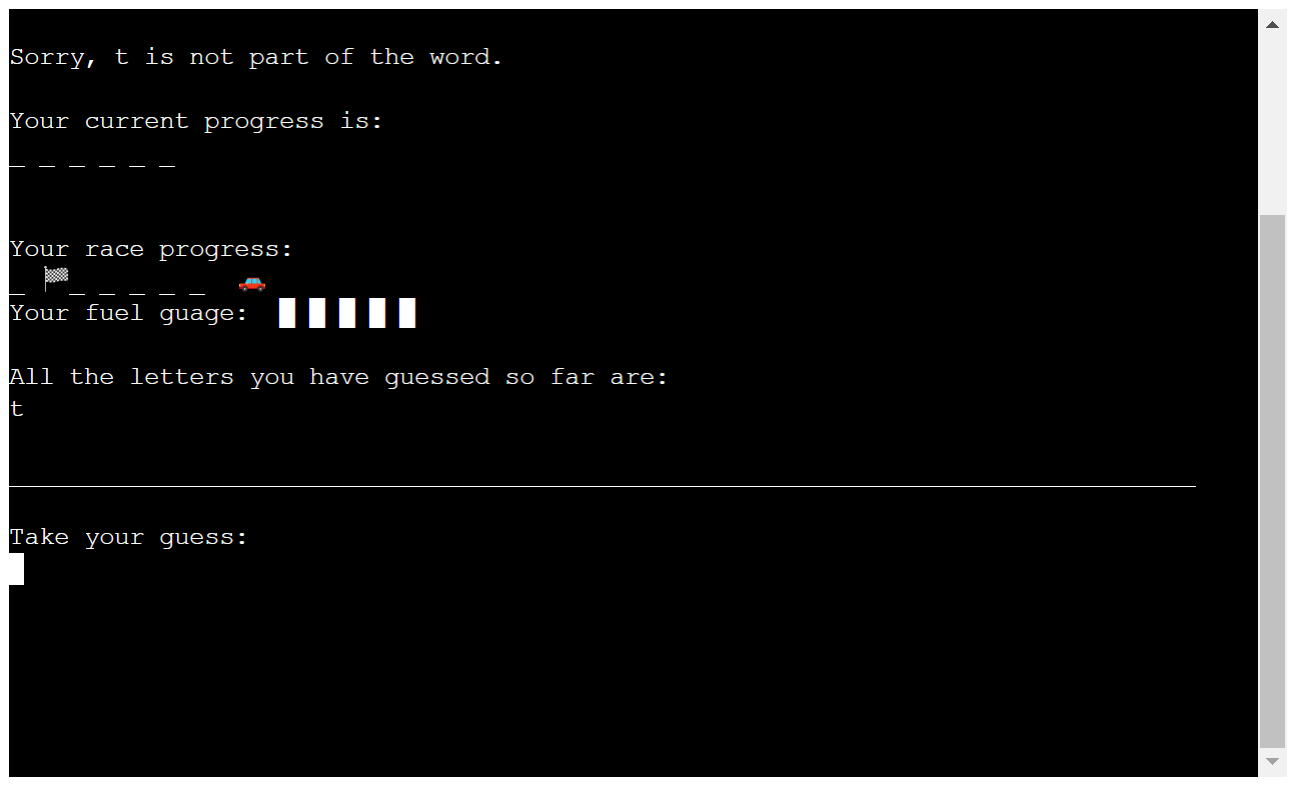 Sorry, t is not part of the word.
Your current progress is:
_ _ _ _ _ _
Your race progress:
_ 🏁_ _ _ _ _ 🚗
Your fuel guage: █ █ █ █ █
All the letters you have guessed so far are:
t
Take your guess: